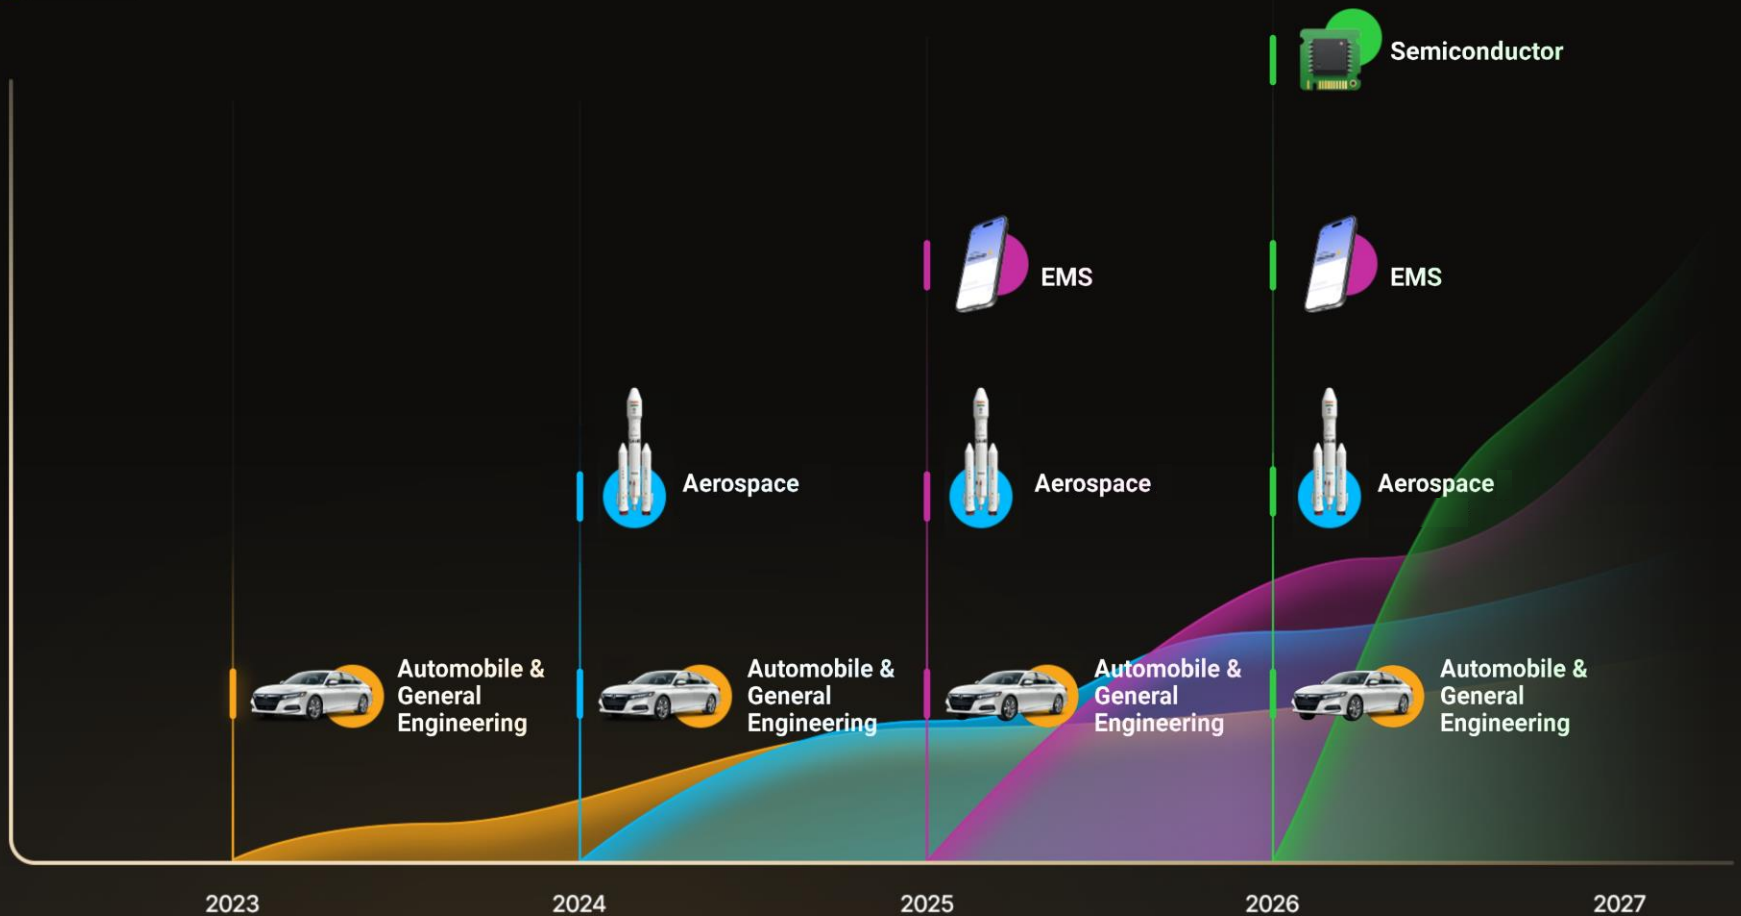 Semiconductor
EMS
EMS
Aerospace
Aerospace
Aerospace
Automobile &
General
Engineering
Automobile &
General
Engineering
Automobile &
General
Engineering
Automobile &
General
Engineering
2023
2024
2025
2026
2027